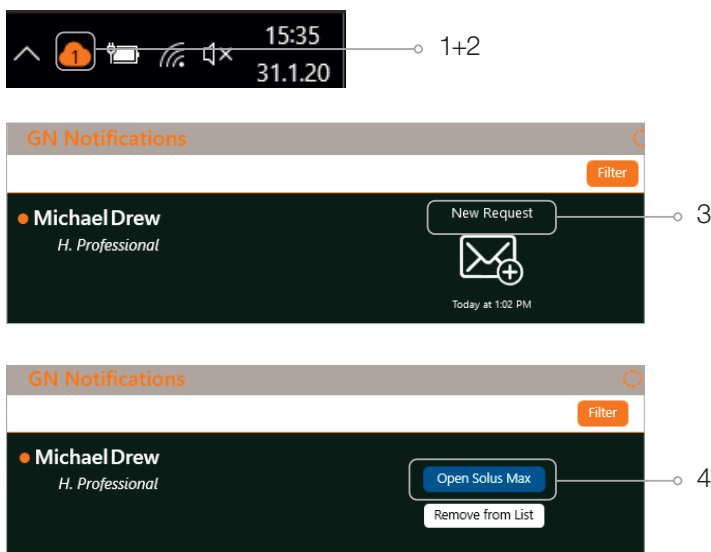 15:35
31.1.20
1
1+2
GN Notifications
Filter
Michael Drew
H. Professional
New Request
Today at 1:02 PM
3
GN Notifications
Filter
Michael Drew
H. Professional
Open Solus Max
Remove from List
4